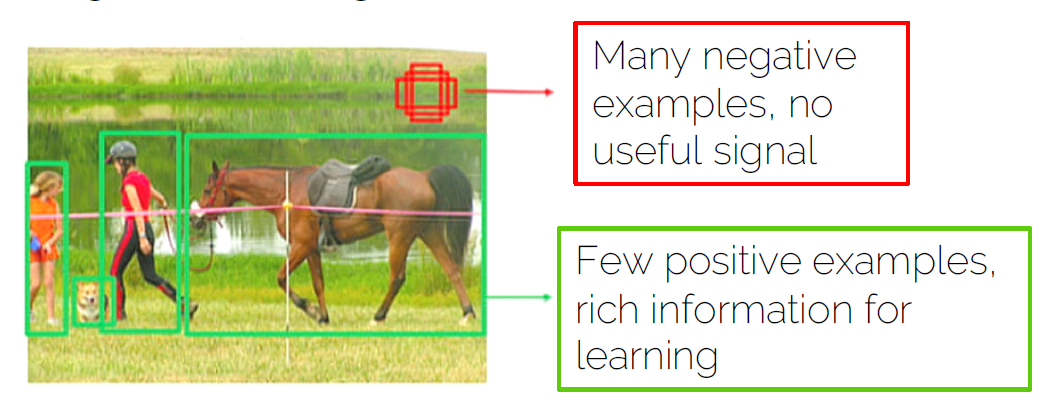 Many negative
examples, no
useful signal
Few positive examples,
rich information for
learning